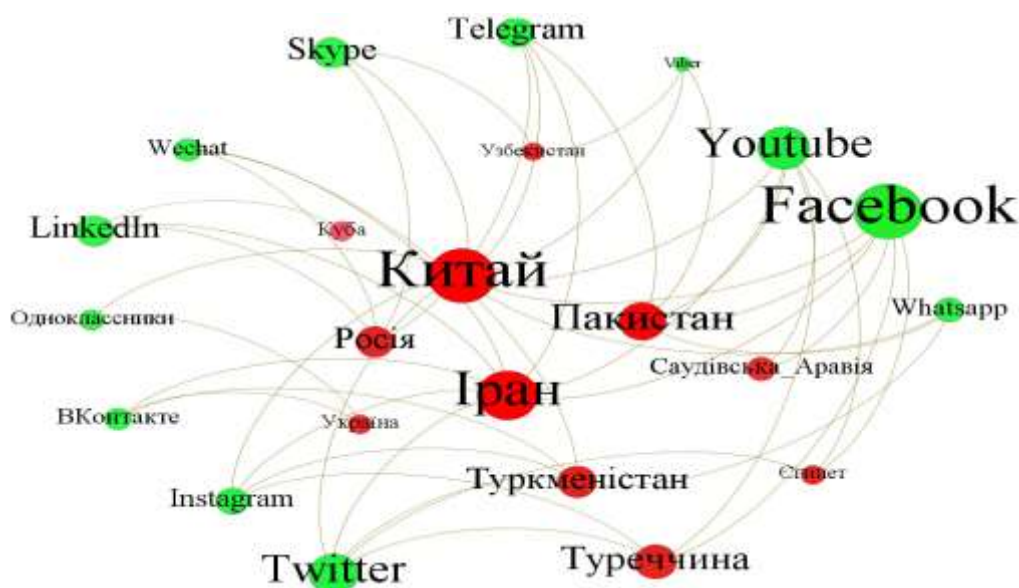 Telegram
Skype
Viber
Youtube
Узбекистан
Wechat
Facebook
LinkedIn
Куба
Китай
Whatsapp
Одноклассники
Пакистан
Росія
Саудівська_Аравія
Іран
ВКонтакте
Україна
Туркменістан
Єгипет
Instagram
Туреччина
Twitter